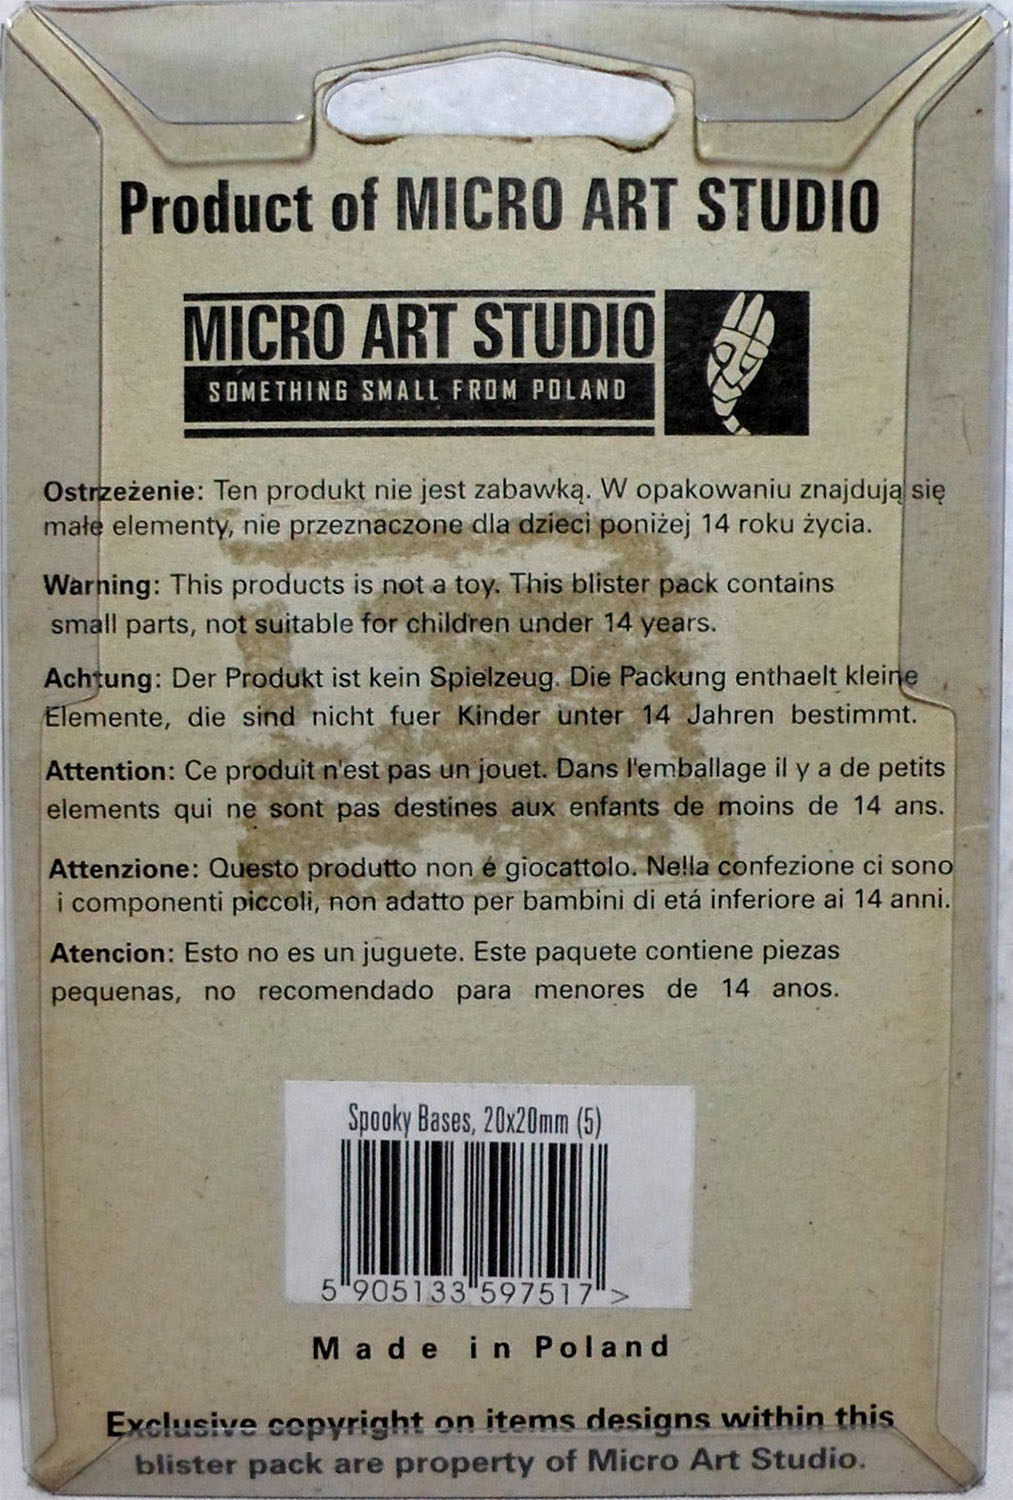 Product of MICRO ART STUDIO
MICRO ART STUDIO
SOMETHING SMALL FROM POLAND
Ostrzeżenie: Ten produkt nie jest zabawką. W opakowaniu znajdują się
małe elementy, nie przeznaczone dla dzieci poniżej 14 roku życia.
Warning: This products is not a toy. This blister pack contains
small parts, not suitable for children under 14 years.
Achtung: Der Produkt ist kein Spielzeug. Die Packung enthaelt kleine
Elemente, die sind nicht fuer Kinder unter 14 Jahren bestimmt.
Attention: Ce produit n'est pas un jouet. Dans l'emballage il y a de petits
elements qui ne sont pas destines aux enfants de moins de 14 ans.
Attenzione: Questo produtto non é giocattolo. Nella confezione ci sono
i componenti piccoli, non adatto per bambini di etá inferiore ai 14 anni.
Atencion: Esto no es un juguete. Este paquete contiene piezas
pequenas, no recomendado para menores de 14 anos.
Spooky Bases, 20x20mm (5)
5 905133 597517 >
Made in Poland
Exclusive copyright on items designs within this
blister pack are property of Micro Art Studio.